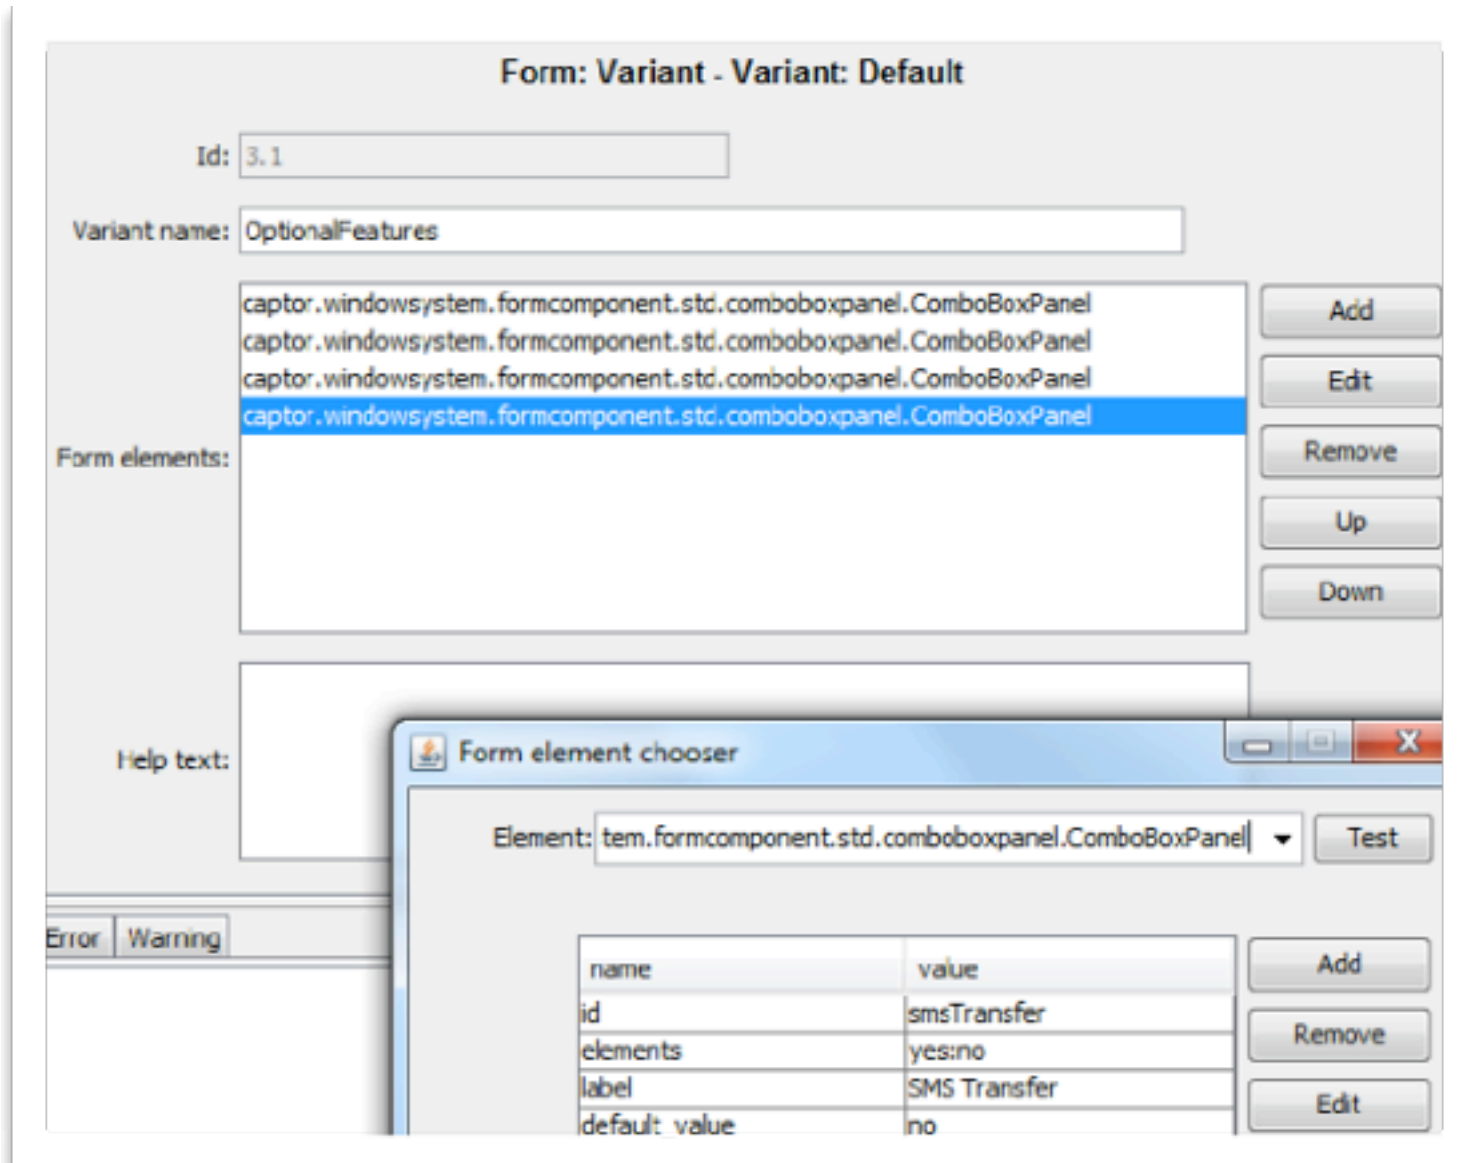 Form: Variant - Variant: Default
Id: 3.1
Variant name: OptionalFeatures
captor.windowsystem.formcomponent.std.comboboxpanel.ComboBoxPanel
Add
captor.windowsystem.formcomponent.std.comboboxpanel.ComboBoxPanel
captor.windowsystem.formcomponent.std.comboboxpanel.ComboBoxPanel
Edit
captor.windowsystem.formcomponent.std.comboboxpanel.ComboBoxPanel
Form elements:
Remove
Up
Down
Help text:
Form element chooser
Element: tem.formcomponent.std.comboboxpanel.ComboBoxPanel Test
Error Warning
name value Add
id smsTransfer
Remove
elements yes:no
label SMS Transfer
Edit
default_value no